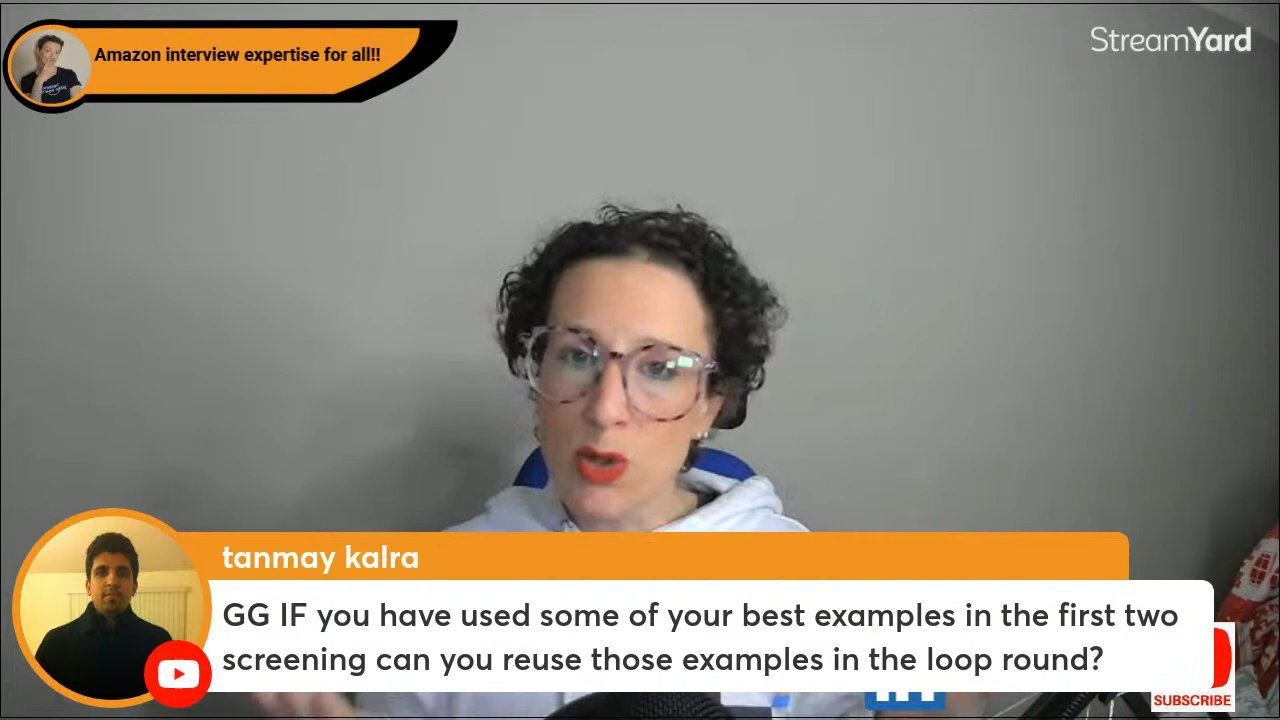 Amazon interview expertise for all!!
StreamYard
tanmay kalra
GG IF you have used some of your best examples in the first two
screening can you reuse those examples in the loop round?
SUBSCRIBE